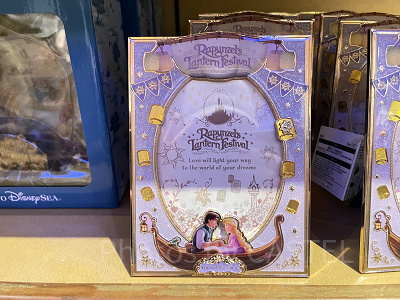 Rapunzel's
Lantern Festival
Rapunzel's
Lantern Festival
Love will light your way
to the world of your dreams
DISNEYSEA